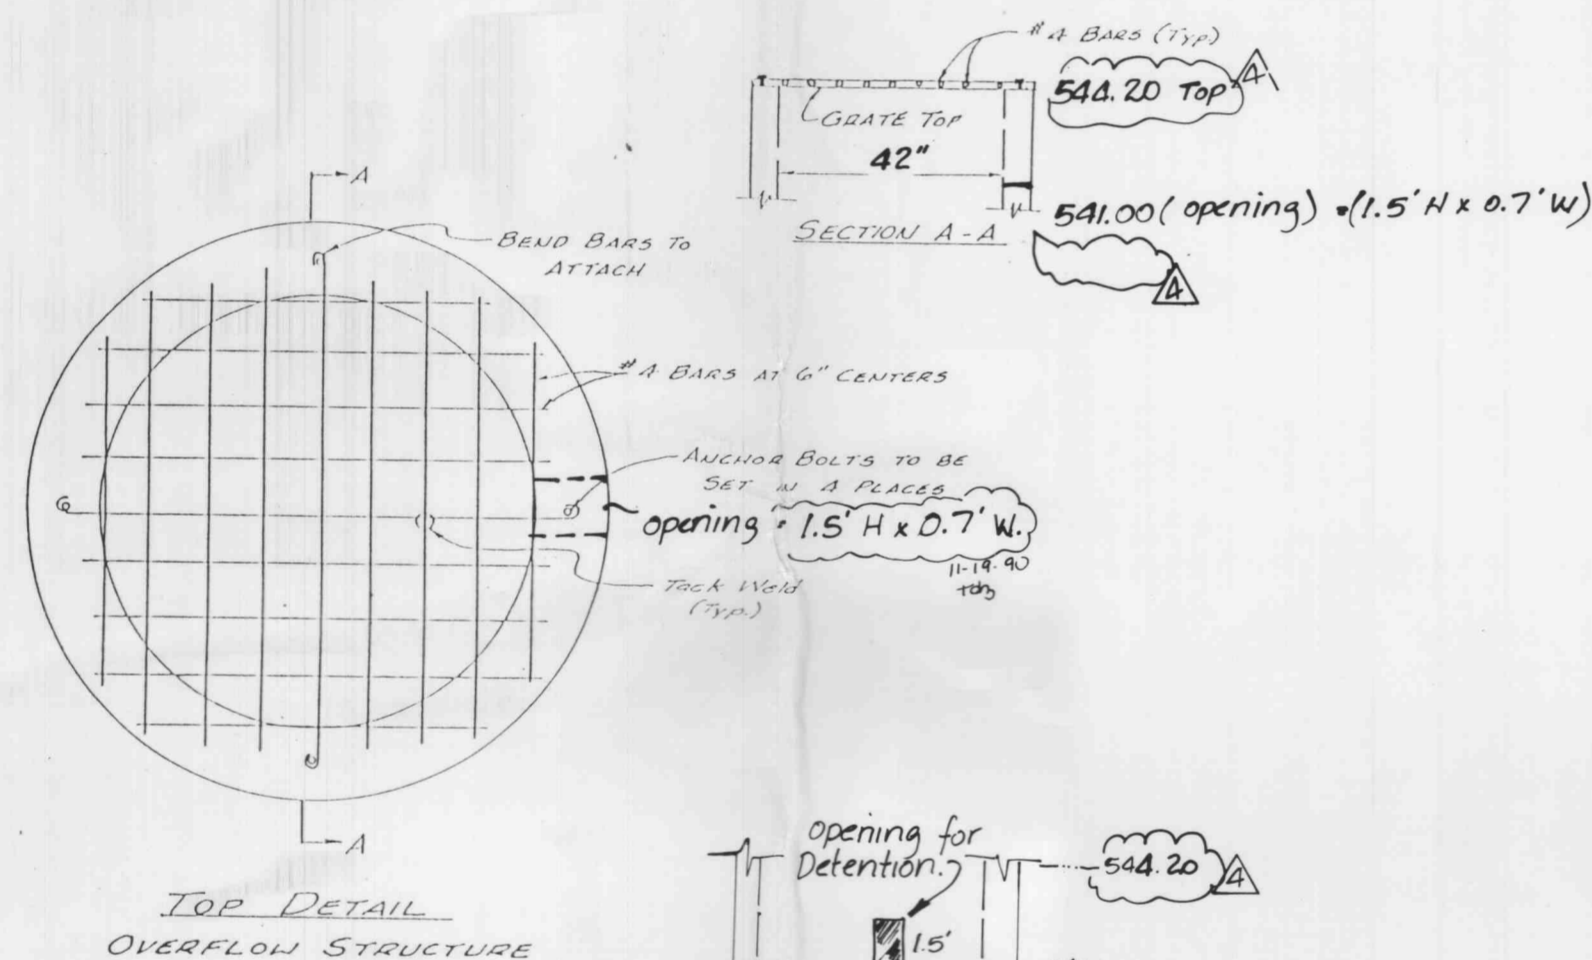 #4 BARS (TYP)
544.20 TOP
4
GRATE TOP
42"
541.00 (opening) • (1.5' H x 0.7' W)
SECTION A-A
4
A
BEND BARS TO
ATTACH
#4 BARS AT 6" CENTERS
ANCHOR BOLTS TO BE
SET IN 4 PLACES
opening • 1.5' H x 0.7' W.
11-19-90
Tack Weld
(Typ.)
A
TOP DETAIL
OVERFLOW STRUCTURE
opening for
Detention.
544.20
4
1.5'